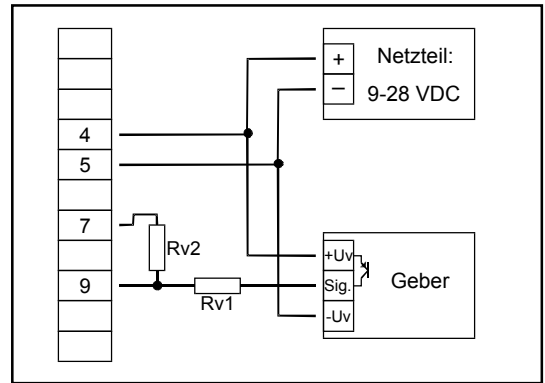 +
Netzteil:
–
9-28 VDC
4
5
7
Rv2
+Uv
9
Rv1
Sig.
Geber
-Uv